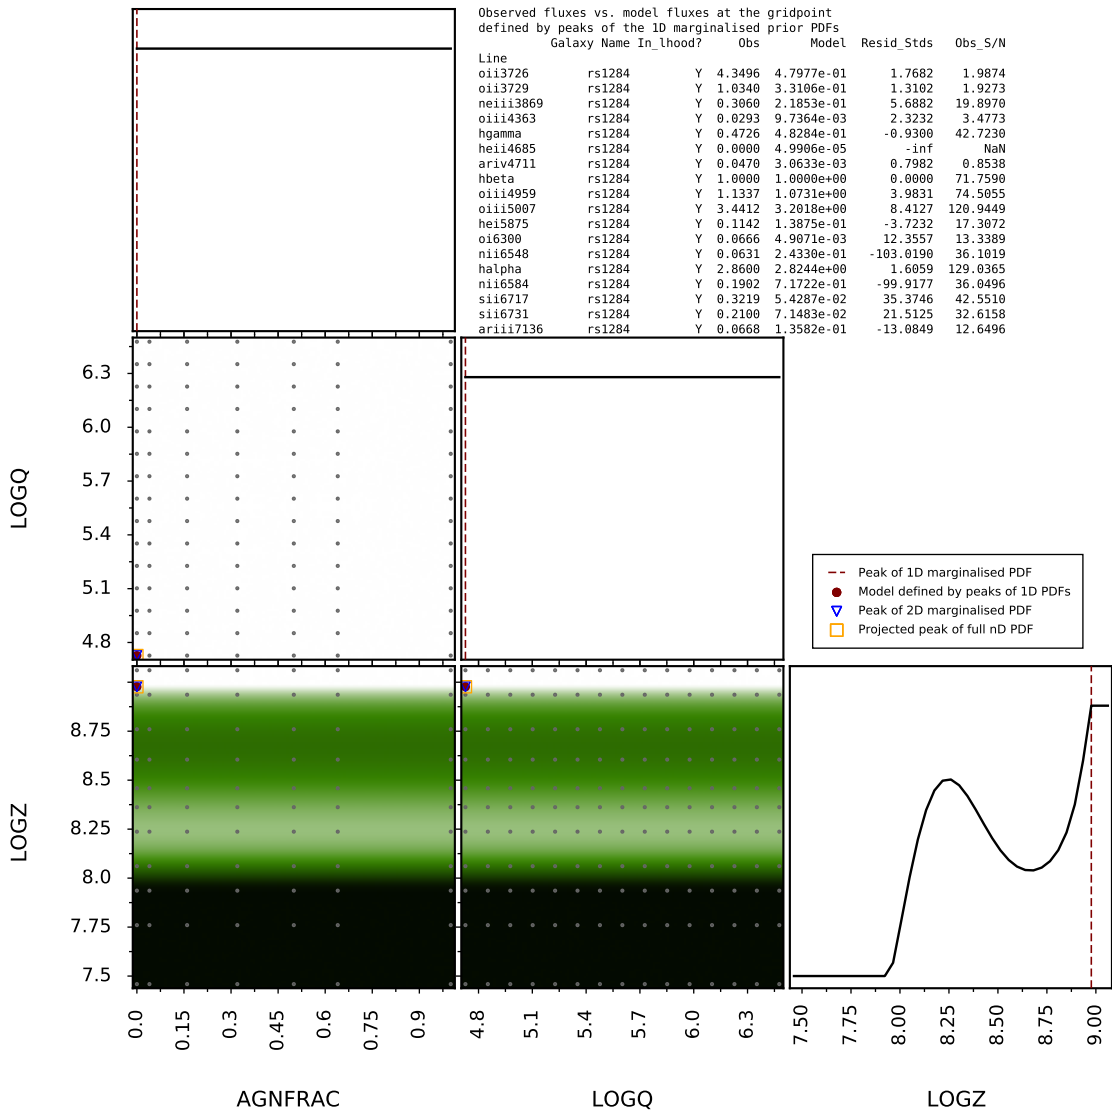 Observed fluxes vs. model fluxes at the gridpoint
defined by peaks of the 1D marginalised prior PDFs
Galaxy Name In_lhood? Obs Model Resid_Stds Obs_S/N
Line
oii3726 rs1284 Y 4.3496 4.7977e-01 1.7682 1.9874
oii3729 rs1284 Y 1.0340 3.3106e-01 1.3102 1.9273
neiii3869 rs1284 Y 0.3060 2.1853e-01 5.6882 19.8970
oiii4363 rs1284 Y 0.0293 9.7364e-03 2.3232 3.4773
hgamma rs1284 Y 0.4726 4.8284e-01 -0.9300 42.7230
heii4685 rs1284 Y 0.0000 4.9906e-05 -inf NaN
ariv4711 rs1284 Y 0.0470 3.0633e-03 0.7982 0.8538
hbeta rs1284 Y 1.0000 1.0000e+00 0.0000 71.7590
oiii4959 rs1284 Y 1.1337 1.0731e+00 3.9831 74.5055
oiii5007 rs1284 Y 3.4412 3.2018e+00 8.4127 120.9449
hei5875 rs1284 Y 0.1142 1.3875e-01 -3.7232 17.3072
oi6300 rs1284 Y 0.0666 4.9071e-03 12.3557 13.3389
nii6548 rs1284 Y 0.0631 2.4330e-01 -103.0190 36.1019
halpha rs1284 Y 2.8600 2.8244e+00 1.6059 129.0365
nii6584 rs1284 Y 0.1902 7.1722e-01 -99.9177 36.0496
sii6717 rs1284 Y 0.3219 5.4287e-02 35.3746 42.5510
sii6731 rs1284 Y 0.2100 7.1483e-02 21.5125 32.6158
ariii7136 rs1284 Y 0.0668 1.3582e-01 -13.0849 12.6496
6.3
6.0
5.7
5.4
5.1
4.8
LOGQ
Peak of 1D marginalised PDF
Model defined by peaks of 1D PDFs
Peak of 2D marginalised PDF
Projected peak of full nD PDF
8.75
8.5
8.25
8.0
7.75
7.5
LOGZ
0.0 0.15 0.3 0.45 0.6 0.75 0.9
4.8 5.1 5.4 5.7 6.0 6.3
7.50 7.75 8.00 8.25 8.50 8.75 9.00
AGNFRAC LOGQ LOGZ